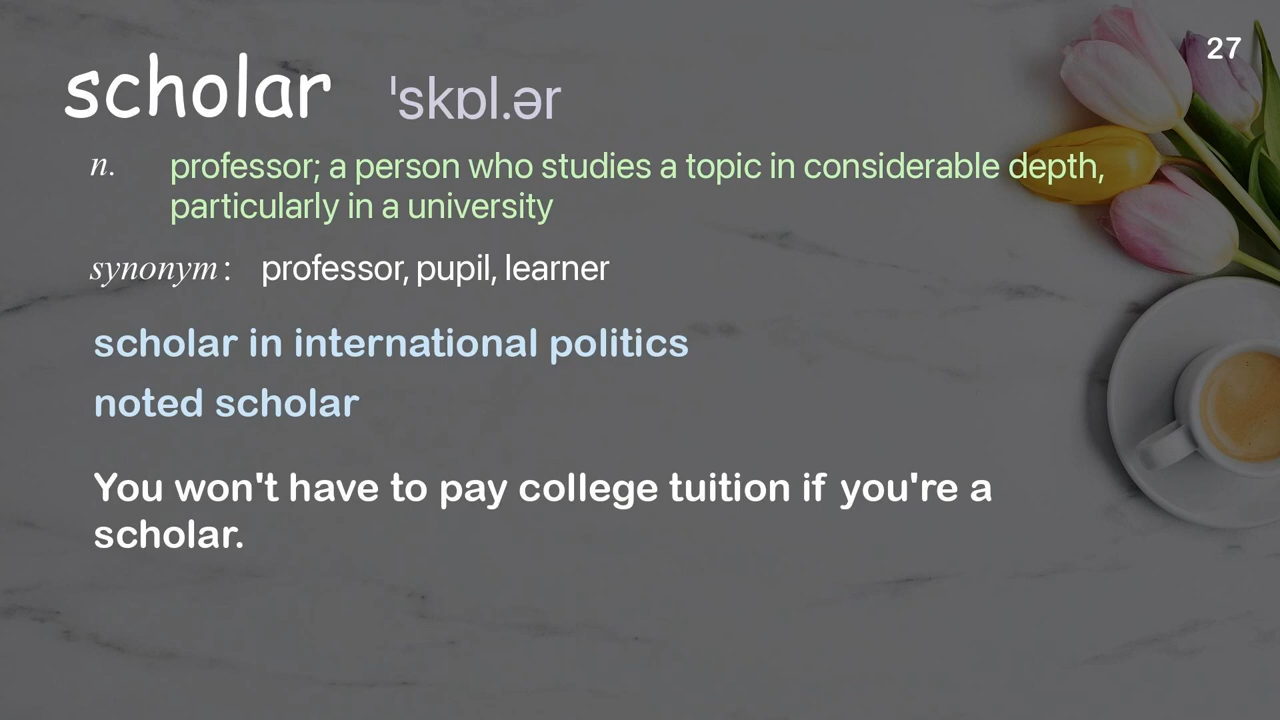 27
scholar ˈskɒl.ər
n. professor; a person who studies a topic in considerable depth,
particularly in a university
synonym: professor, pupil, learner
scholar in international politics
noted scholar
You won't have to pay college tuition if you're a
scholar.